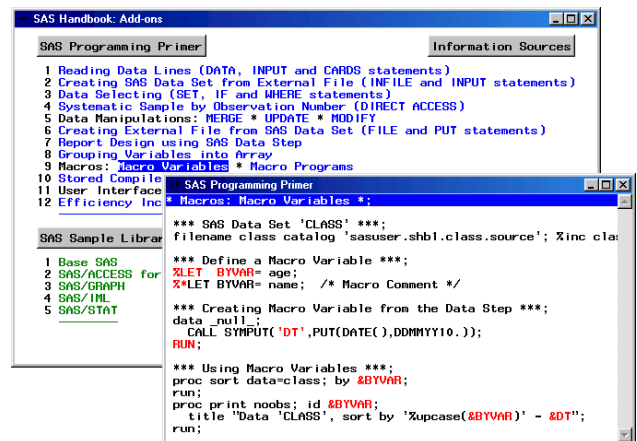 SAS Handbook: Add-ons
SAS Programming Primer
Information Sources
1 Reading Data Lines (DATA, INPUT and CARDS statements)
2 Creating SAS Data Set from External File (INFILE and INPUT statements)
3 Data Selecting (SET, IF and WHERE statements)
4 Systematic Sample by Observation Number (DIRECT ACCESS)
5 Data Manipulations: MERGE * UPDATE * MODIFY
6 Creating External File from SAS Data Set (FILE and PUT statements)
7 Report Design using SAS Data Step
8 Grouping Variables into Array
9 Macros: Macro Variables * Macro Programs
10 Stored Compile
11 User Interface
12 Efficiency Inc
SAS Sample Librar
1 Base SAS
2 SAS/ACCESS for
3 SAS/GRAPH
4 SAS/IML
5 SAS/STAT
SAS Programming Primer
* Macros: Macro Variables *;
*** SAS Data Set 'CLASS' ***;
filename class catalog 'sasuser.shb1.class.source'; %inc clas
*** Define a Macro Variable ***;
%LET BYVAR= age;
%*LET BYVAR= name; /* Macro Comment */
*** Creating Macro Variable from the Data Step ***;
data _null_;
CALL SYMPUT('DT',PUT(DATE(),DDMMYY10.));
RUN;
*** Using Macro Variables ***;
proc sort data=class; by &BYVAR;
run;
proc print noobs; id &BYVAR;
title "Data 'CLASS', sort by '%upcase(&BYVAR)' - &DT";
run;